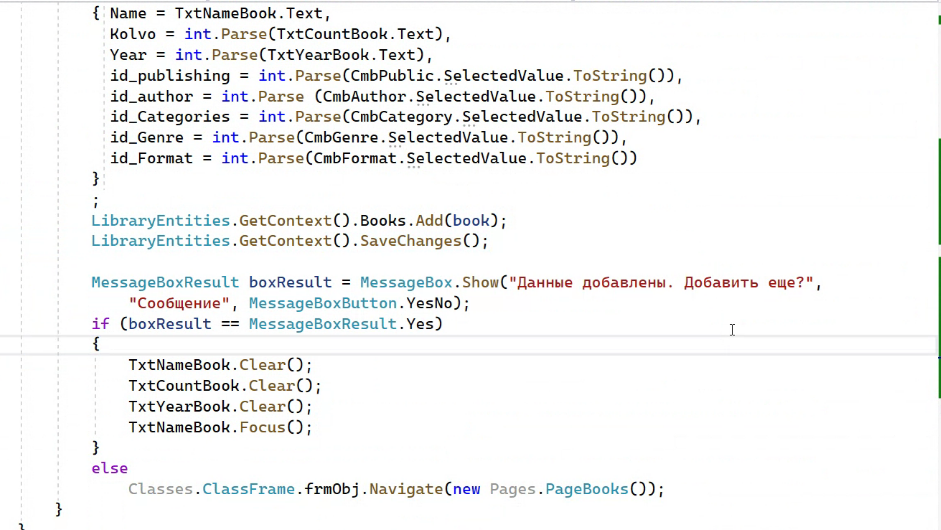 { Name = TxtNameBook.Text,
Kolvo = int.Parse(TxtCountBook.Text),
Year = int.Parse(TxtYearBook.Text),
id_publishing = int.Parse(CmbPublic.SelectedValue.ToString()),
id_author = int.Parse (CmbAuthor.SelectedValue.ToString()),
id_Categories = int.Parse(CmbCategory.SelectedValue.ToString()),
id_Genre = int.Parse(CmbGenre.SelectedValue.ToString()),
id_Format = int.Parse(CmbFormat.SelectedValue.ToString())
}
;
LibraryEntities.GetContext().Books.Add(book);
LibraryEntities.GetContext().SaveChanges();
MessageBoxResult boxResult = MessageBox.Show("Данные добавлены. Добавить еще?",
"Сообщение", MessageBoxButton.YesNo);
if (boxResult == MessageBoxResult.Yes)
{
TxtNameBook.Clear();
TxtCountBook.Clear();
TxtYearBook.Clear();
TxtNameBook.Focus();
}
else
Classes.ClassFrame.frmObj.Navigate(new Pages.PageBooks());
}